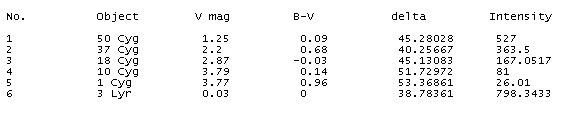 No. Object V mag B-V delta Intensity
1 50 Cyg 1.25 0.09 45.28028 527
2 37 Cyg 2.2 0.68 40.25667 363.5
3 18 Cyg 2.87 -0.03 45.13083 167.0517
4 10 Cyg 3.79 0.14 51.72972 81
5 1 Cyg 3.77 0.96 53.36861 26.01
6 3 Lyr 0.03 0 38.78361 798.3433